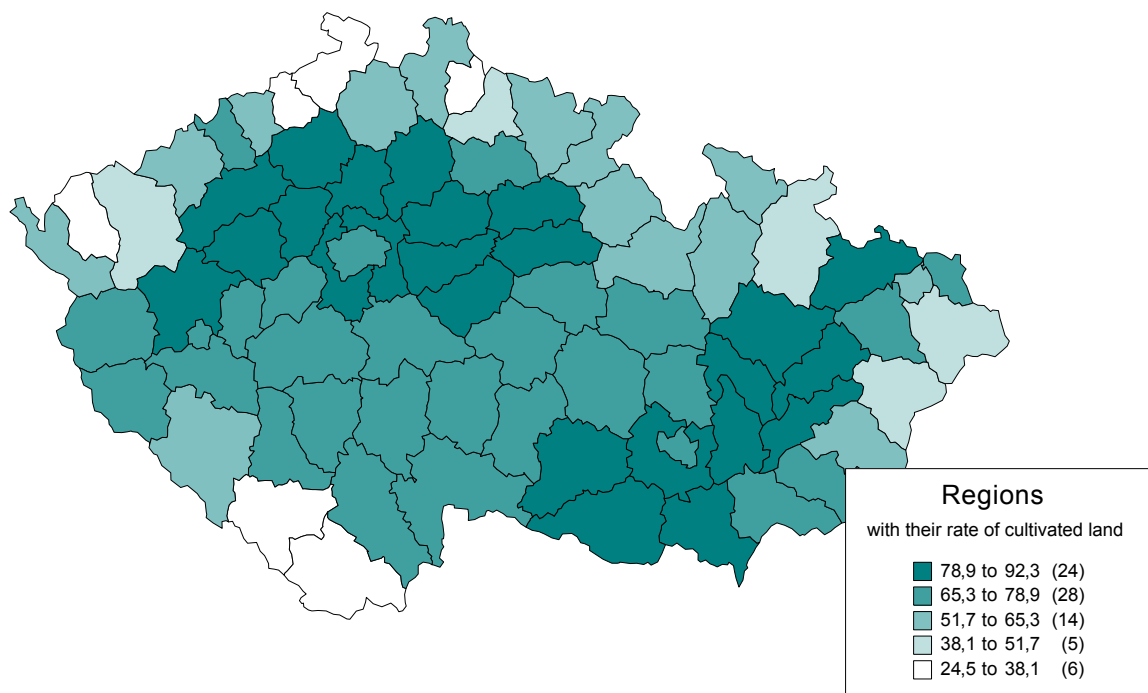 Regions
with their rate of cultivated land
78,9 to 92,3 (24)
65,3 to 78,9 (28)
51,7 to 65,3 (14)
38,1 to 51,7 (5)
24,5 to 38,1 (6)